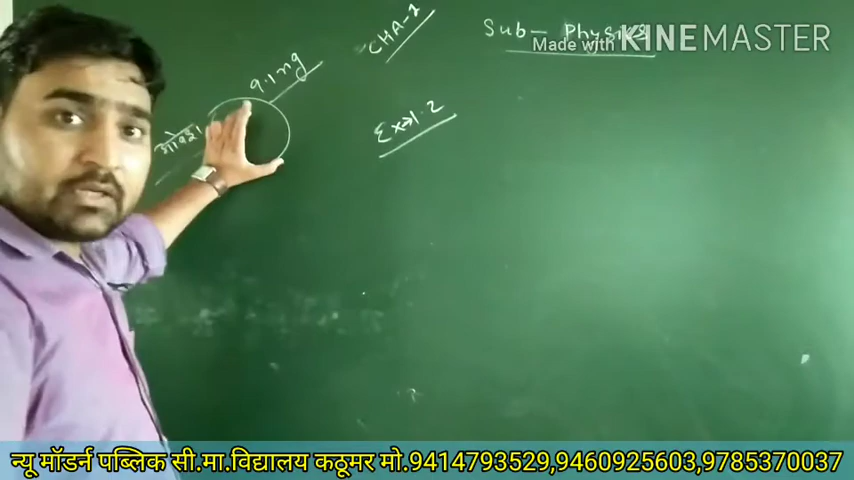 CHA-1
Sub- Physics
Made with KINEMASTER
9.1 mg
आवेश
Ex→1.2
न्यू मॉडर्न पब्लिक सी.मा.विद्यालय कठूमर मो.9414793529,9460925603,9785370037